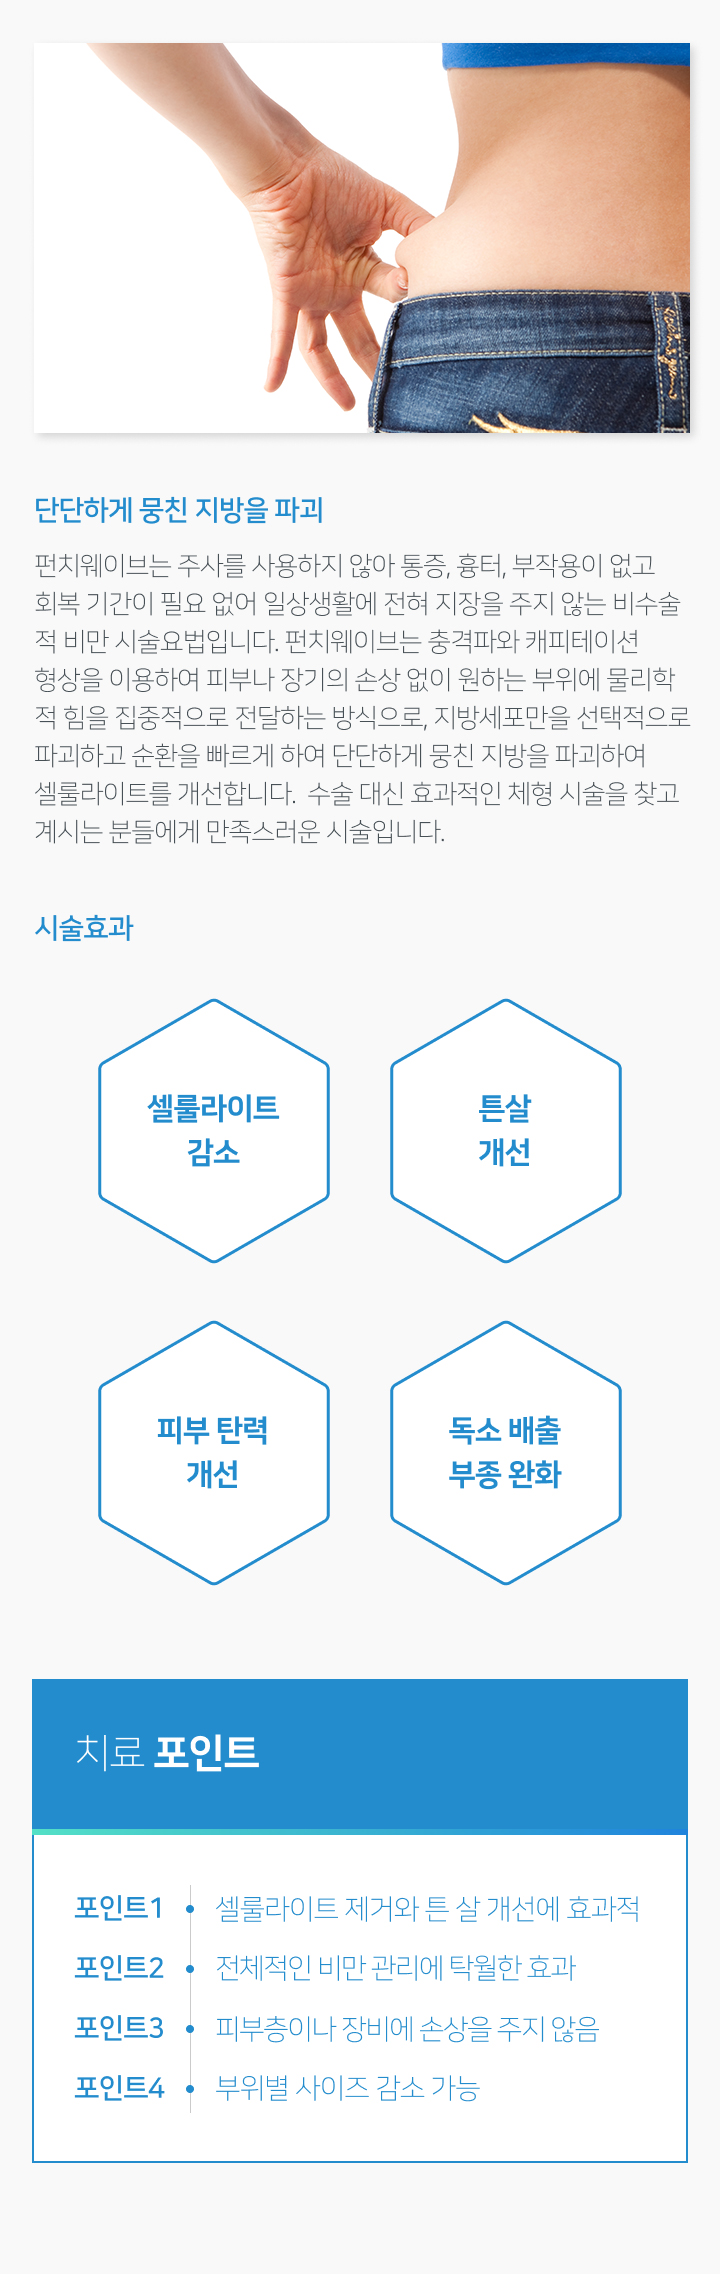 단단하게 뭉친 지방을 파괴
펀치웨이브는 주사를 사용하지 않아 통증, 흉터, 부작용이 없고
회복 기간이 필요 없어 일상생활에 전혀 지장을 주지 않는 비수술
적 비만 시술요법입니다. 펀치웨이브는 충격파와 캐피테이션
형상을 이용하여 피부나 장기의 손상 없이 원하는 부위에 물리학
적 힘을 집중적으로 전달하는 방식으로, 지방세포만을 선택적으로
파괴하고 순환을 빠르게 하여 단단하게 뭉친 지방을 파괴하여
셀룰라이트를 개선합니다.  수술 대신 효과적인 체형 시술을 찾고
계시는 분들에게 만족스러운 시술입니다.
시술효과
셀룰라이트
감소
튼살
개선
피부 탄력
개선
독소 배출
부종 완화
치료 포인트
포인트1 • 셀룰라이트 제거와 튼 살 개선에 효과적
포인트2 • 전체적인 비만 관리에 탁월한 효과
포인트3 • 피부층이나 장비에 손상을 주지 않음
포인트4 • 부위별 사이즈 감소 가능